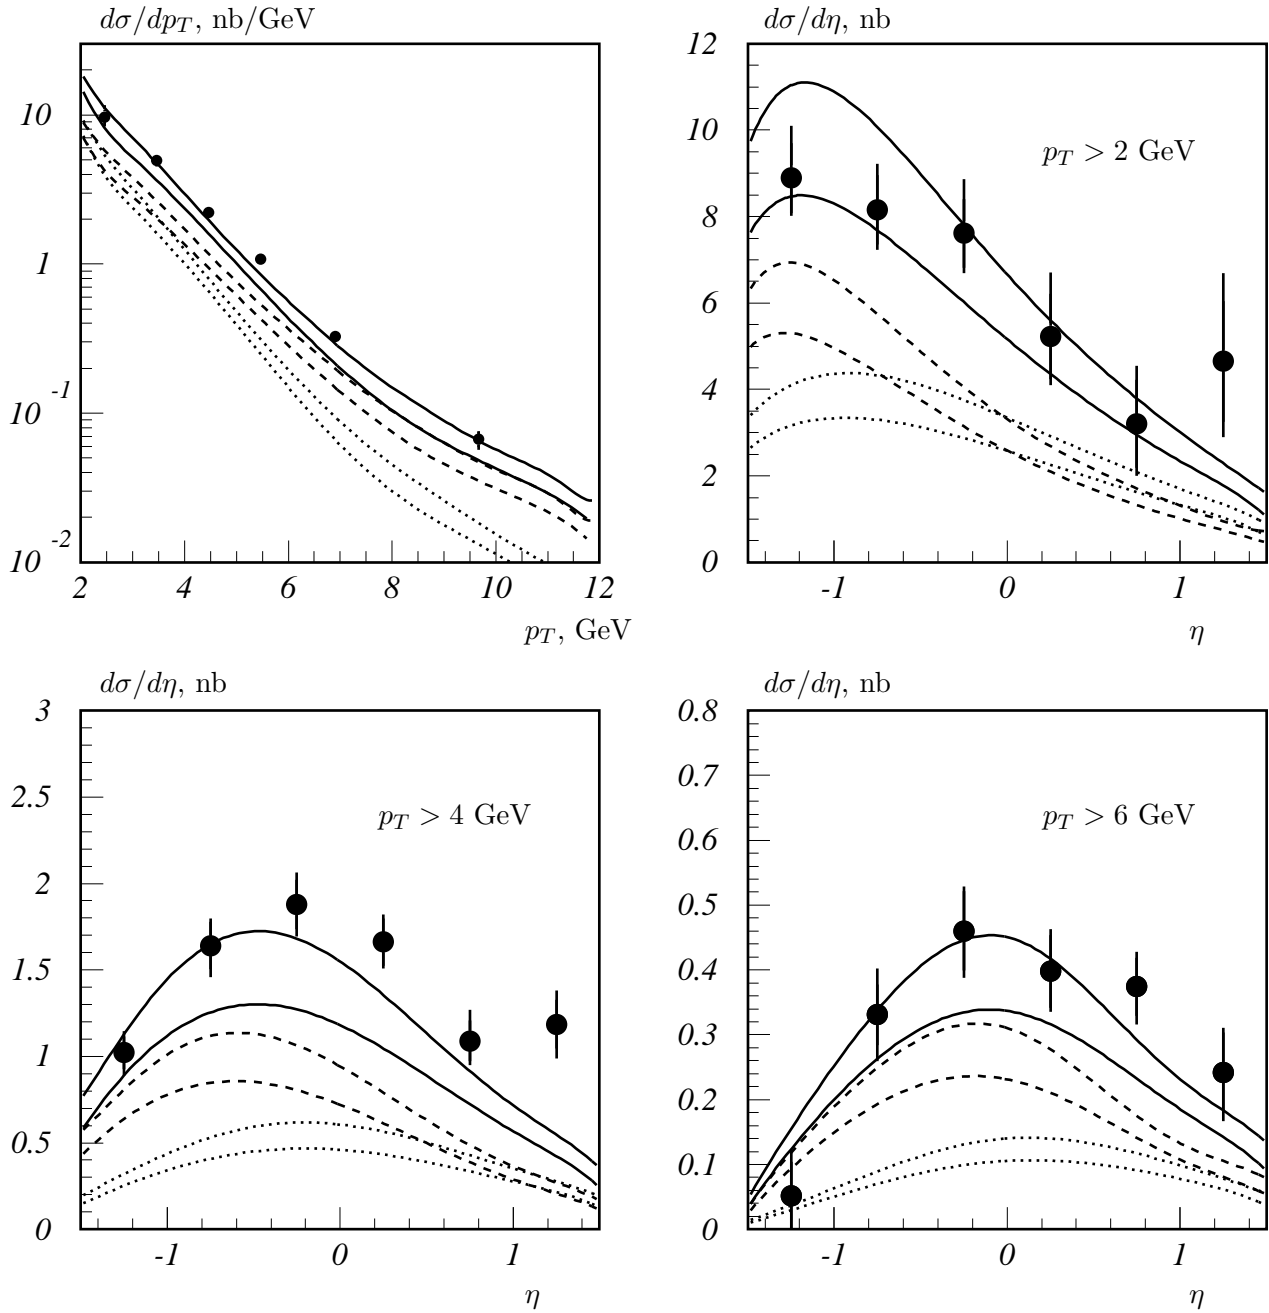 dσ/dp_T, nb/GeV
10
1
10^-1
10^-2
2 4 6 8 10 12
p_T, GeV
dσ/dη, nb
12
10
8
6
4
2
0
p_T > 2 GeV
-1 0 1
η
dσ/dη, nb
3
2.5
2
1.5
1
0.5
0
p_T > 4 GeV
-1 0 1
η
dσ/dη, nb
0.8
0.7
0.6
0.5
0.4
0.3
0.2
0.1
0
p_T > 6 GeV
-1 0 1
η